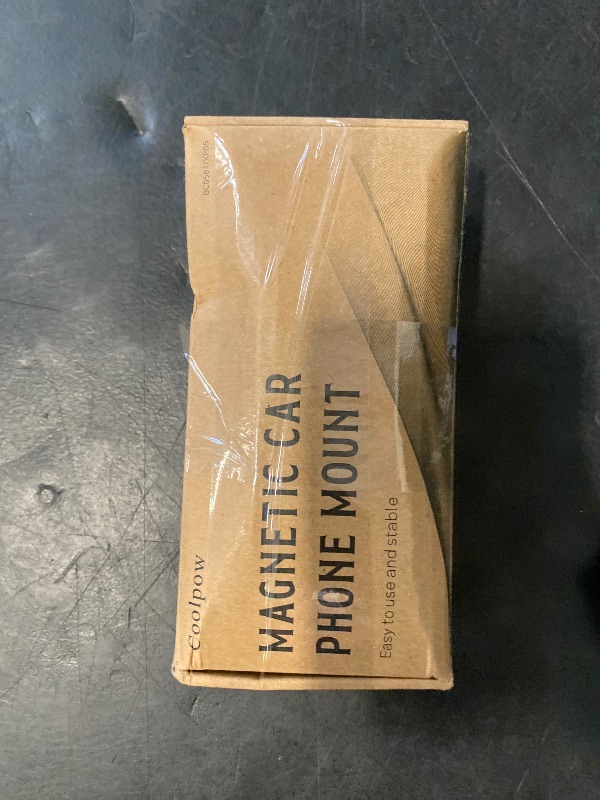 Coolpow
MAGNETIC CAR
PHONE MOUNT
Easy to use and stable